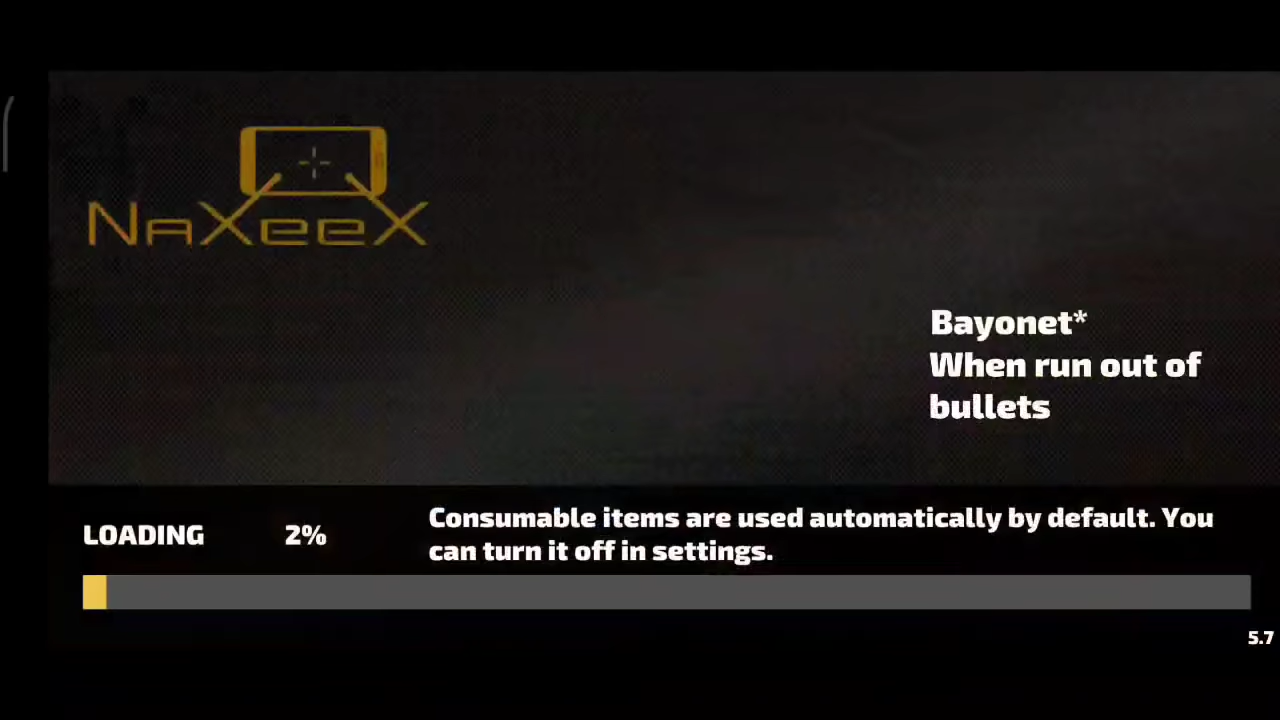 NaXeeX
Bayonet*
When run out of
bullets
LOADING 2%
Consumable items are used automatically by default. You
can turn it off in settings.
5.7